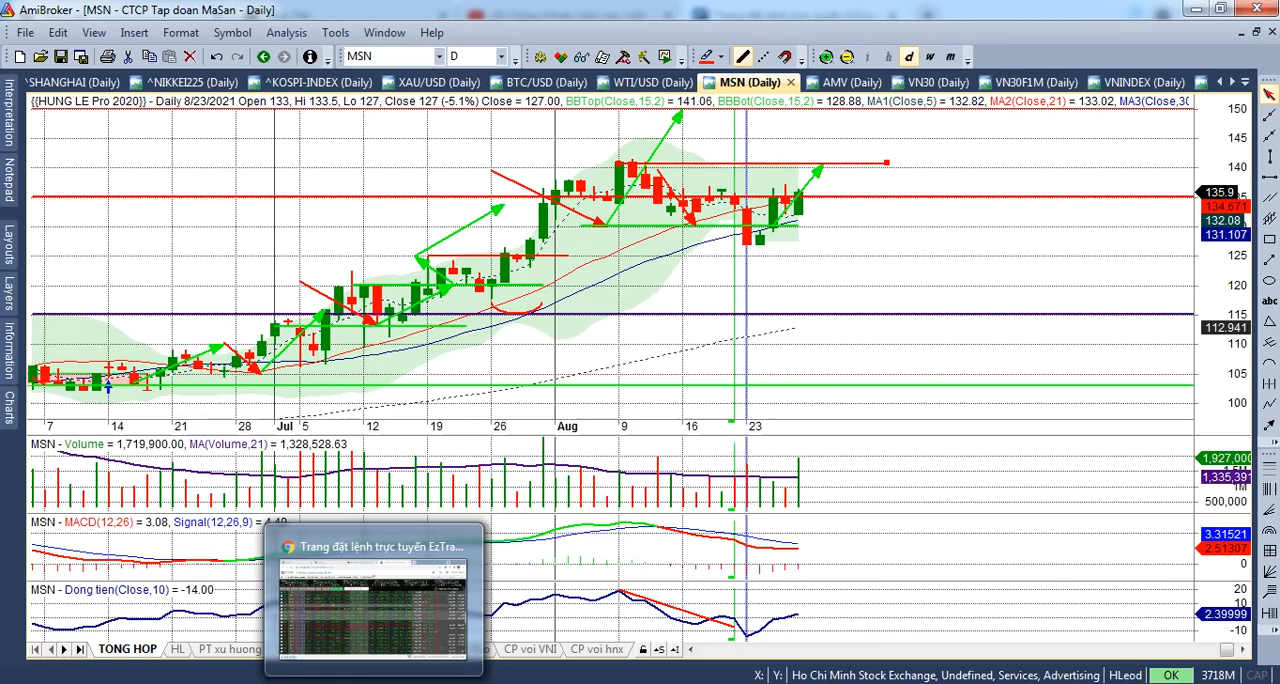 AmiBroker - [MSN - CTCP Tap doan MaSan - Daily]
File Edit View Insert Format Symbol Analysis Tools Window Help
MSN D i h d w m
^SHANGHAI (Daily) ^NIKKEI225 (Daily) ^KOSPI-INDEX (Daily) XAU/USD (Daily) BTC/USD (Daily) WTI/USD (Daily) MSN (Daily) AMV (Daily) VN30 (Daily) VN30F1M (Daily) VNINDEX (Daily)
{{HUNG LE Pro 2020}} - Daily 8/23/2021 Open 133, Hi 133.5, Lo 127, Close 127 (-5.1%) Close = 127.00, BBTop(Close,15,2) = 141.06, BBBot(Close,15,2) = 128.88, MA1(Close,5) = 132.82, MA2(Close,21) = 133.02, MA3(Close,30
Interpretation
Notepad
Layouts
Layers
Information
Charts
abc
150
145
140
135.9
134.671
132.08
131.107
125
120
115
112.941
110
105
100
7 14 21 28 Jul 5 12 19 26 Aug 9 16 23
MSN - Volume = 1,719,900.00, MA(Volume,21) = 1,328,528.63
1,927,000
1,335,391
500,000
MSN - MACD(12,26) = 3.08, Signal(12,26,9) = 4.49
3.31521
2.51307
0
Trang đặt lệnh trực tuyến EzTra...
MSN - Dong tien(Close,10) = -14.00
20
10
2.39999
-10
TONG HOP HL PT xu huong CP voi VNI CP voi hnx
X: Y: Ho Chi Minh Stock Exchange, Undefined, Services, Advertising HLeod OK 3718M CAP